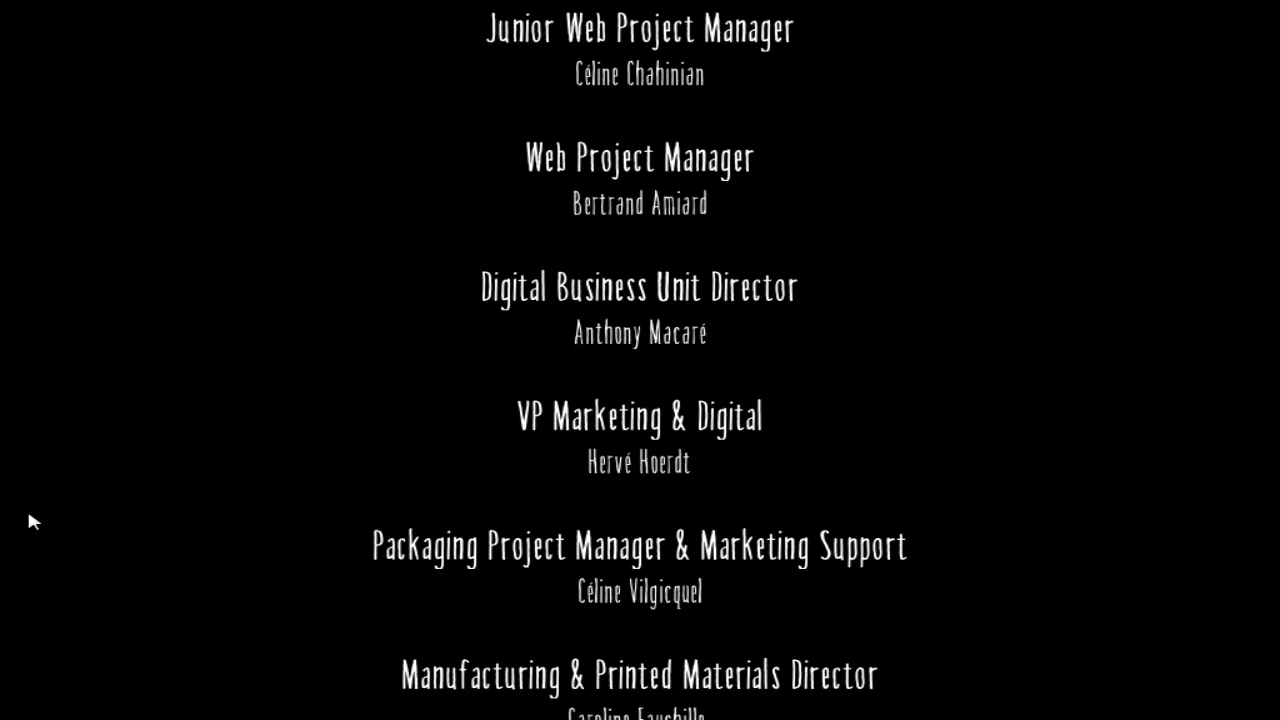 Junior Web Project Manager
Céline Chahinian
Web Project Manager
Bertrand Amiard
Digital Business Unit Director
Anthony Macaré
VP Marketing & Digital
Hervé Hoerdt
Packaging Project Manager & Marketing Support
Céline Vilgicquel
Manufacturing & Printed Materials Director
Caroline